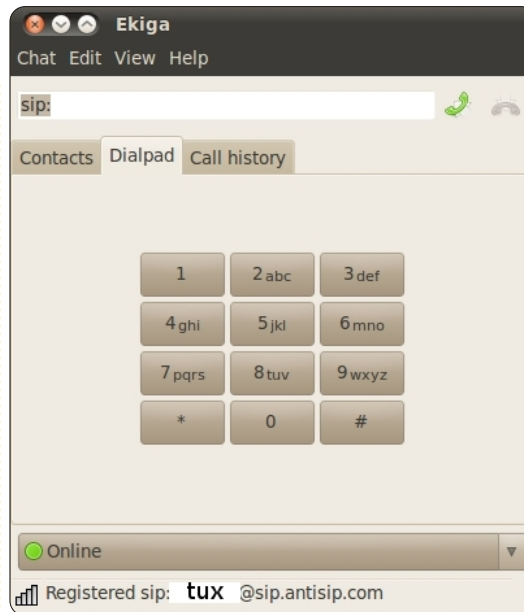 Ekiga
Chat Edit View Help
sip:
Contacts Dialpad Call history
1 2abc 3def
4ghi 5jkl 6mno
7pqrs 8tuv 9wxyz
* 0 #
Online
Registered sip: tux @sip.antisip.com